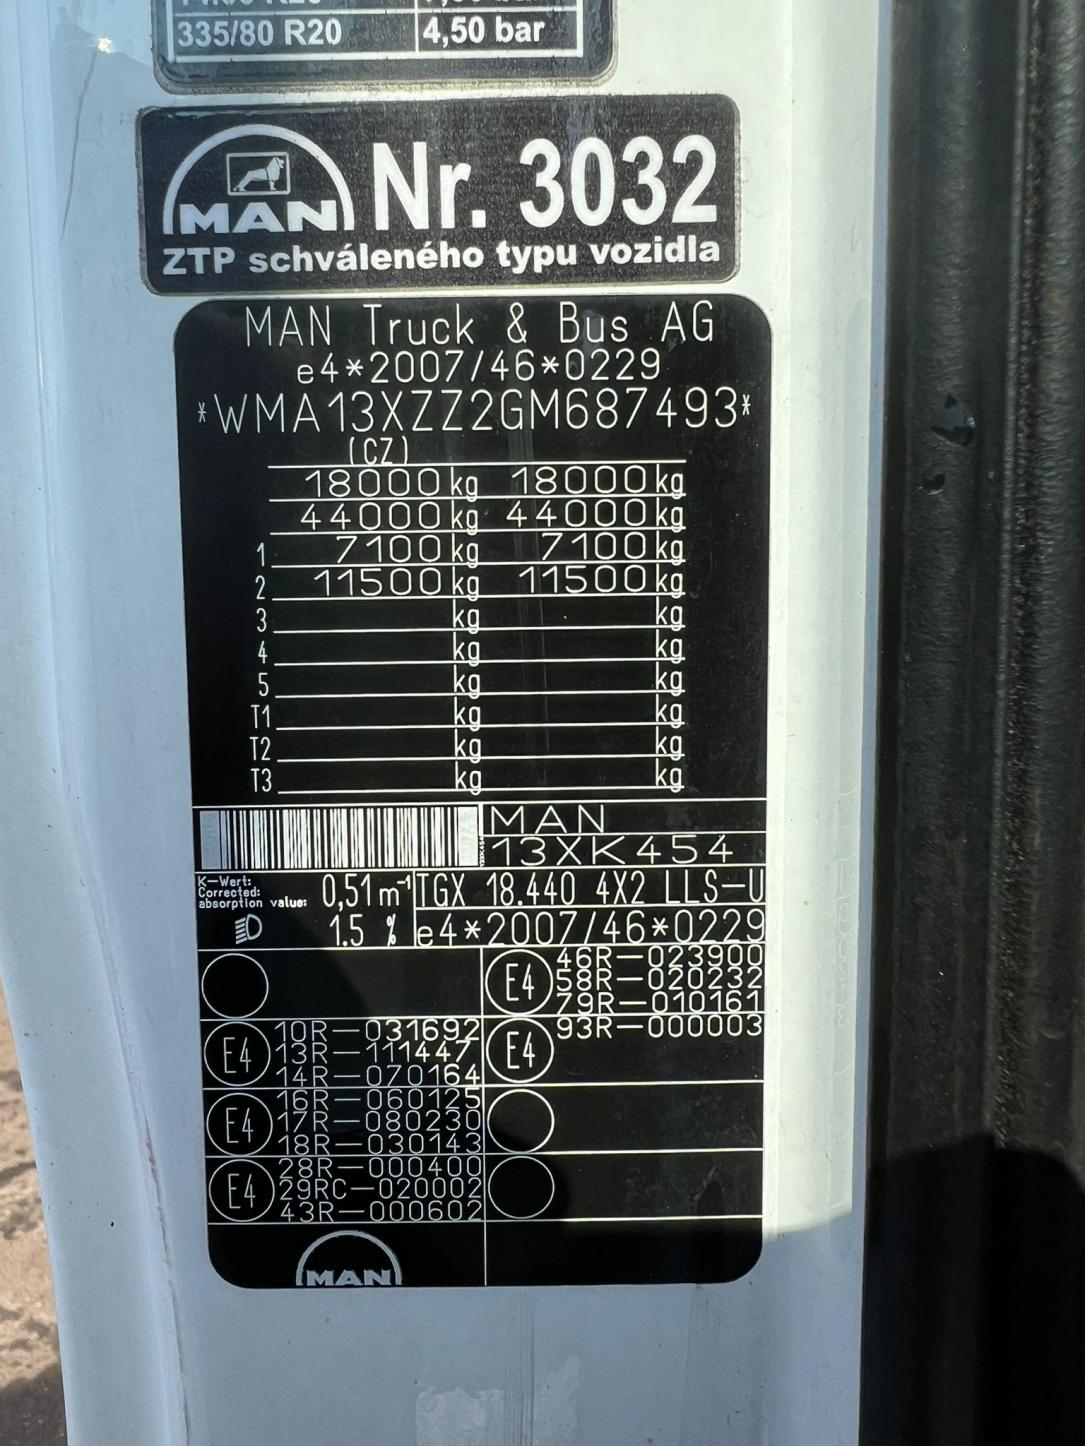 335/80 R20 4,50 bar
MAN Nr. 3032
ZTP schváleného typu vozidla
MAN Truck & Bus AG
e4*2007/46*0229
*WMA13XZZ2GM687493*
(CZ)
18000 kg 18000 kg
44000 kg 44000 kg
1 7100 kg 7100 kg
2 11500 kg 11500 kg
3 kg kg
4 kg kg
5 kg kg
T1 kg kg
T2 kg kg
T3 kg kg
MAN
13XK454
K-Wert:
Corrected:
absorption value: 0,51 m-1
TGX 18.440 4X2 LLS-U
1.5 %
e4*2007/46*0229
E4
46R-023900
58R-020232
79R-010161
E4
10R-031692
13R-111447
14R-070164
E4
93R-000003
E4
16R-060125
17R-080230
18R-030143
E4
28R-000400
29RC-020002
43R-000602
MAN